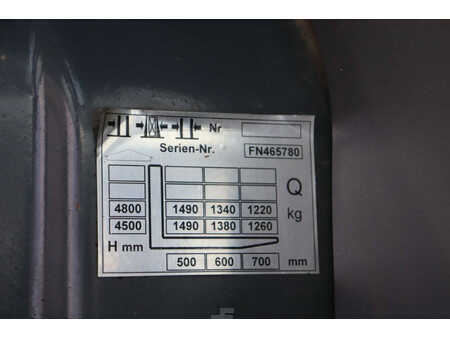 Nr
Serien-Nr. FN465780
Q
4800 1490 1340 1220 kg
4500 1490 1380 1260
H mm
500 600 700 mm